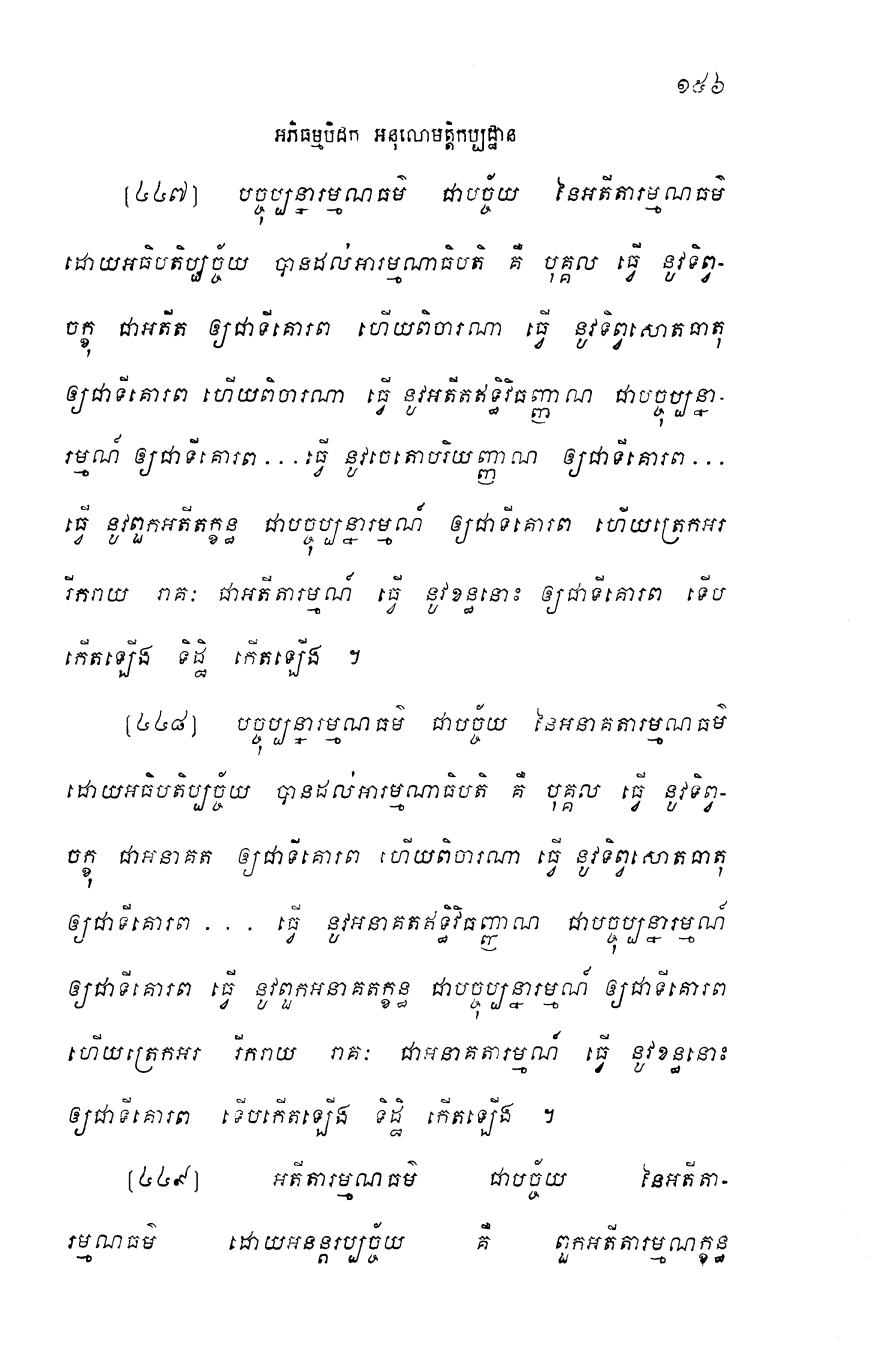 ១៥៦
អភិធម្មបិដក អនុលោមត្តិកប្បដ្ឋាន
[៤៤៧] បច្ចុប្បន្នារម្មណធម៌ ជាបច្ច័យ នៃអតីតារម្មណធម៌
ដោយអធិបតិប្បច្ច័យ បានដល់អារម្មណាធិបតិ គឺ បុគ្គល ធ្វើ នូវទិព្វ-
ចក្ខុ ជាអតីត ឲ្យជាទីគោរព ហើយពិចារណា ធ្វើ នូវទិព្វសោតធាតុ
ឲ្យជាទីគោរព ហើយពិចារណា ធ្វើ នូវអតីតឥទ្ធិវិធញ្ញាណ ជាបច្ចុប្បន្នា-
រម្មណ៍ ឲ្យជាទីគោរព ... ធ្វើ នូវចេតោបរិយញ្ញាណ ឲ្យជាទីគោរព ...
ធ្វើ នូវពួកអតីតក្ខន្ធ ជាបច្ចុប្បន្នារម្មណ៍ ឲ្យជាទីគោរព ហើយត្រេកអរ
រីករាយ រាគៈ ជាអតីតារម្មណ៍ ធ្វើ នូវខន្ធនោះ ឲ្យជាទីគោរព ទើប
កើតឡើង ទិដ្ឋិ កើតឡើង ។
[៤៤៨] បច្ចុប្បន្នារម្មណធម៌ ជាបច្ច័យ នៃអនាគតារម្មណធម៌
ដោយអធិបតិប្បច្ច័យ បានដល់អារម្មណាធិបតិ គឺ បុគ្គល ធ្វើ នូវទិព្វ-
ចក្ខុ ជាអនាគត ឲ្យជាទីគោរព ហើយពិចារណា ធ្វើ នូវទិព្វសោតធាតុ
ឲ្យជាទីគោរព . . . ធ្វើ នូវអនាគតឥទ្ធិវិធញ្ញាណ ជាបច្ចុប្បន្នារម្មណ៍
ឲ្យជាទីគោរព ធ្វើ នូវពួកអនាគតក្ខន្ធ ជាបច្ចុប្បន្នារម្មណ៍ ឲ្យជាទីគោរព
ហើយត្រេកអរ រីករាយ រាគៈ ជាអនាគតារម្មណ៍ ធ្វើ នូវខន្ធនោះ
ឲ្យជាទីគោរព ទើបកើតឡើង ទិដ្ឋិ កើតឡើង ។
[៤៤៩] អតីតារម្មណធម៌ ជាបច្ច័យ នៃអតីតា-
រម្មណធម៌ ដោយអនន្តរប្បច្ច័យ គឺ ពួកអតីតារម្មណក្ខន្ធ